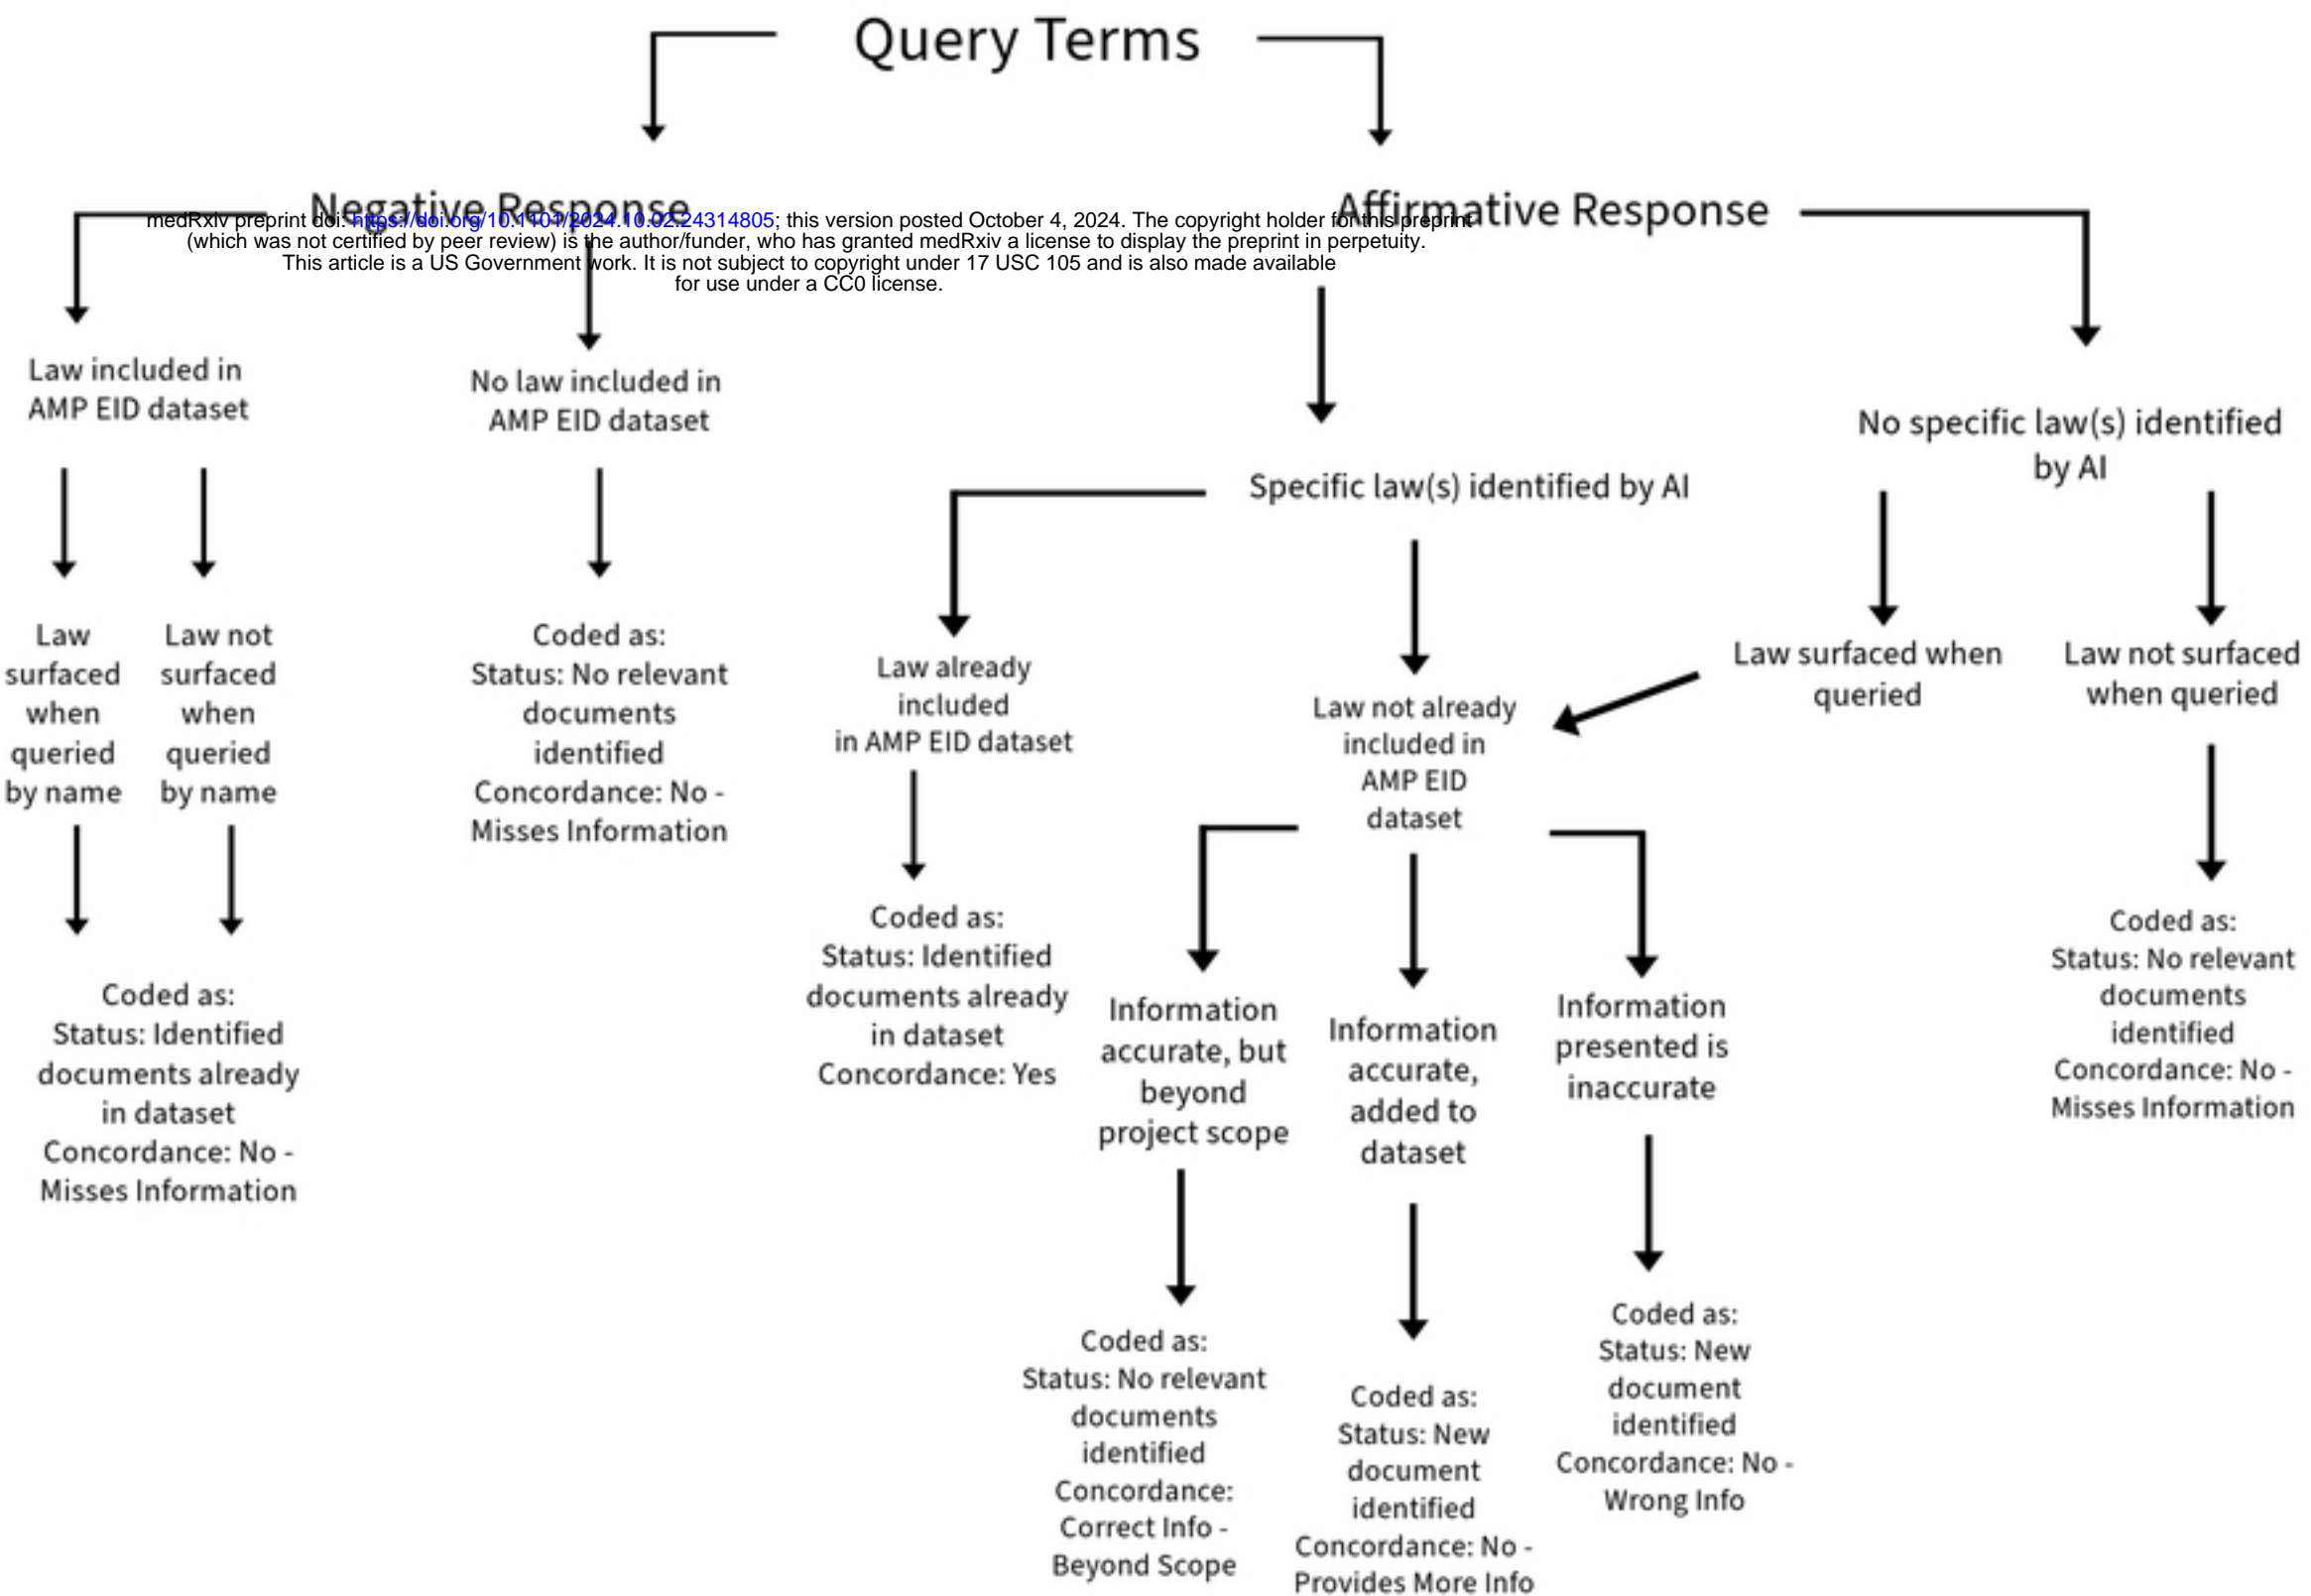 Query Terms
Negative Response
Affirmative Response
medRxiv preprint doi: https://doi.org/10.1101/2024.10.02.24314805; this version posted October 4, 2024. The copyright holder for this preprint
(which was not certified by peer review) is the author/funder, who has granted medRxiv a license to display the preprint in perpetuity.
This article is a US Government work. It is not subject to copyright under 17 USC 105 and is also made available
for use under a CC0 license.
Law included in
AMP EID dataset
No law included in
AMP EID dataset
Specific law(s) identified by AI
No specific law(s) identified
by AI
Law
surfaced
when
queried
by name
Law not
surfaced
when
queried
by name
Coded as:
Status: No relevant
documents
identified
Concordance: No -
Misses Information
Law already
included
in AMP EID dataset
Law not already
included in
AMP EID
dataset
Law surfaced when
queried
Law not surfaced
when queried
Coded as:
Status: Identified
documents already
in dataset
Concordance: No -
Misses Information
Coded as:
Status: Identified
documents already
in dataset
Concordance: Yes
Information
accurate, but
beyond
project scope
Information
accurate,
added to
dataset
Information
presented is
inaccurate
Coded as:
Status: No relevant
documents
identified
Concordance: No -
Misses Information
Coded as:
Status: No relevant
documents
identified
Concordance:
Correct Info -
Beyond Scope
Coded as:
Status: New
document
identified
Concordance: No -
Provides More Info
Coded as:
Status: New
document
identified
Concordance: No -
Wrong Info